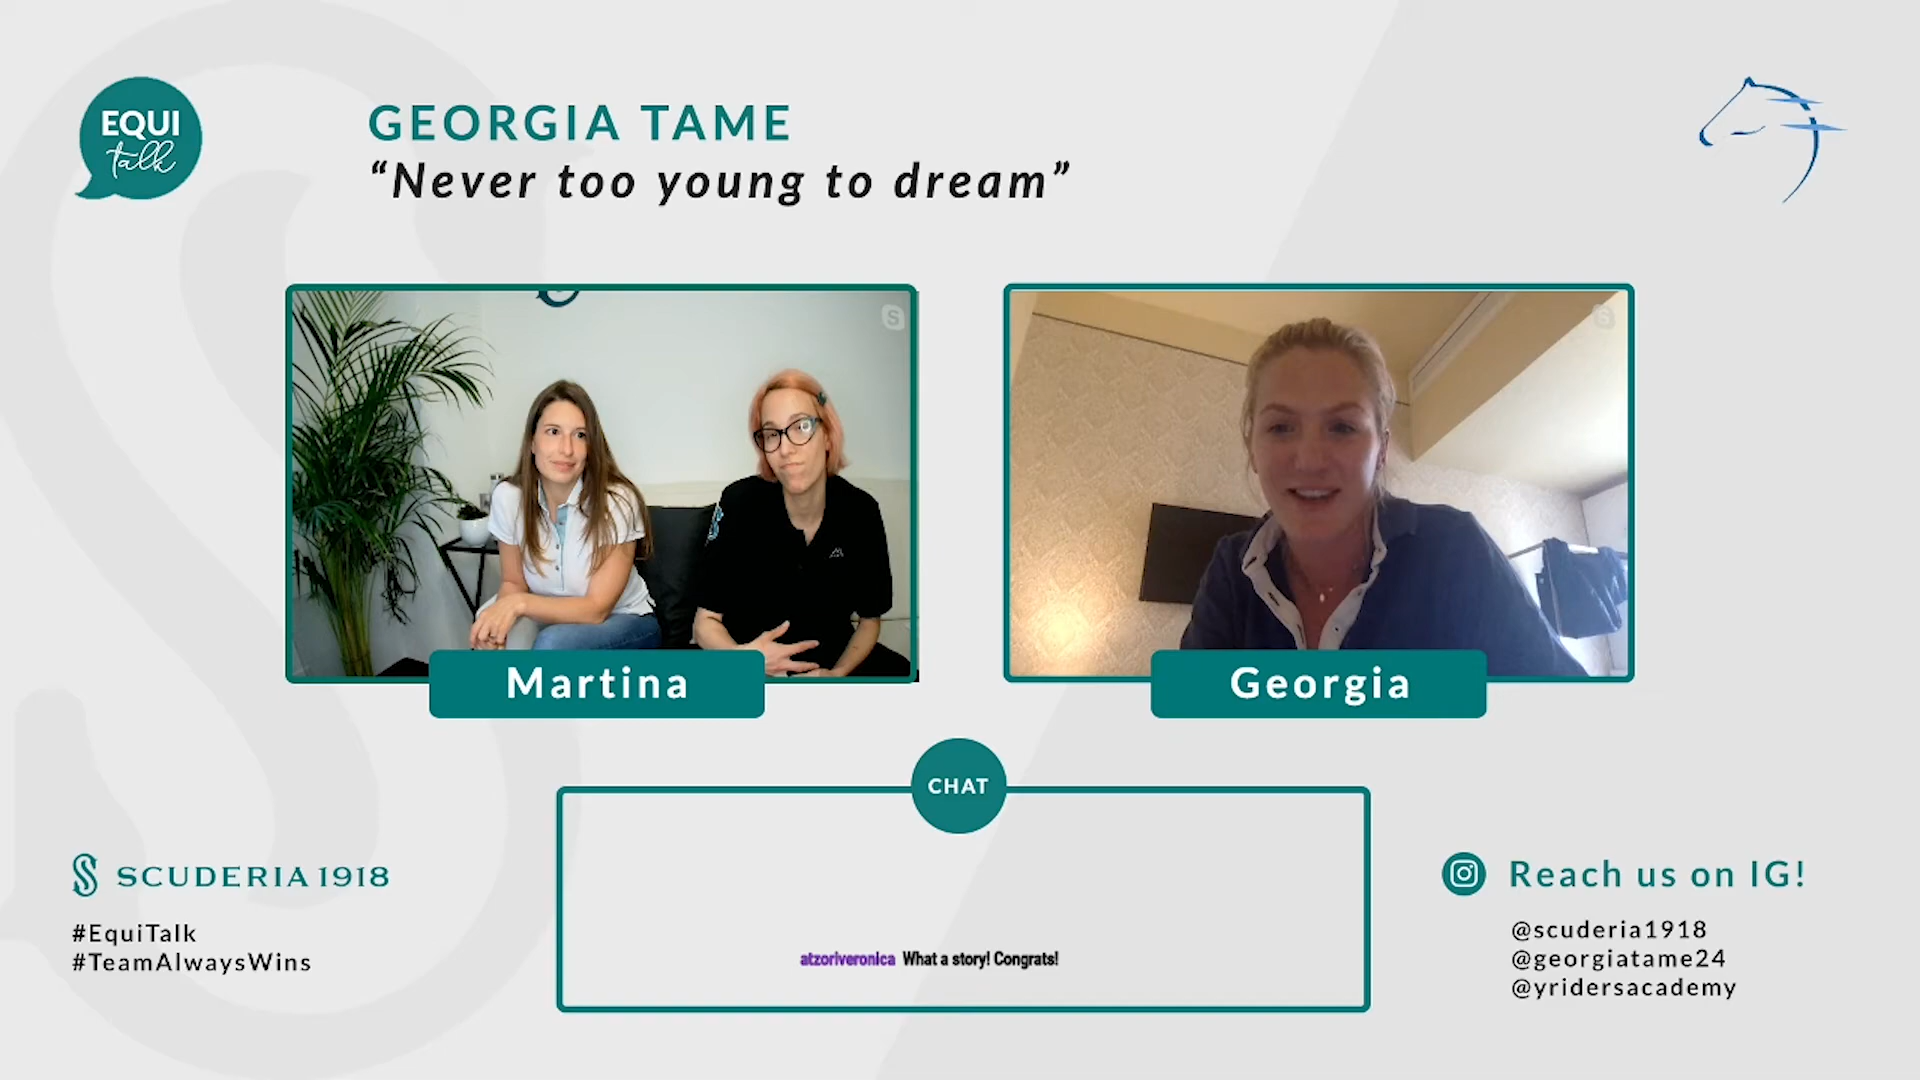 EQUI
talk
GEORGIA TAME
“Never too young to dream”
S
S
Martina
Georgia
CHAT
atzoriveronica What a story! Congrats!
SCUDERIA 1918
#EquiTalk
#TeamAlwaysWins
Reach us on IG!
@scuderia1918
@georgiatame24
@yridersacademy